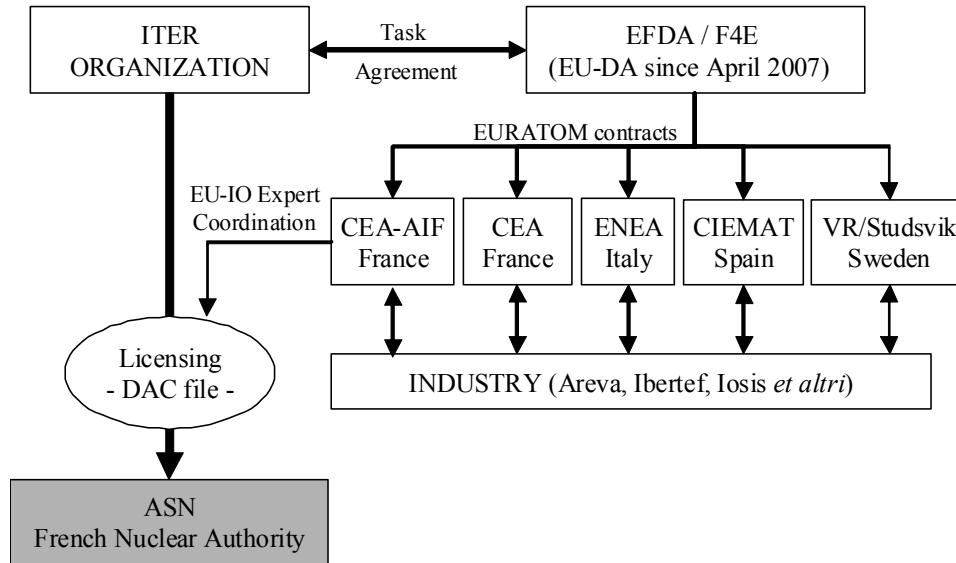 ITER
ORGANIZATION
Task
Agreement
EFDA / F4E
(EU-DA since April 2007)
EURATOM contracts
EU-IO Expert
Coordination
CEA-AIF
France
CEA
France
ENEA
Italy
CIEMAT
Spain
VR/Studsvik
Sweden
Licensing
- DAC file -
INDUSTRY (Areva, Ibertef, Iosis et altri)
ASN
French Nuclear Authority